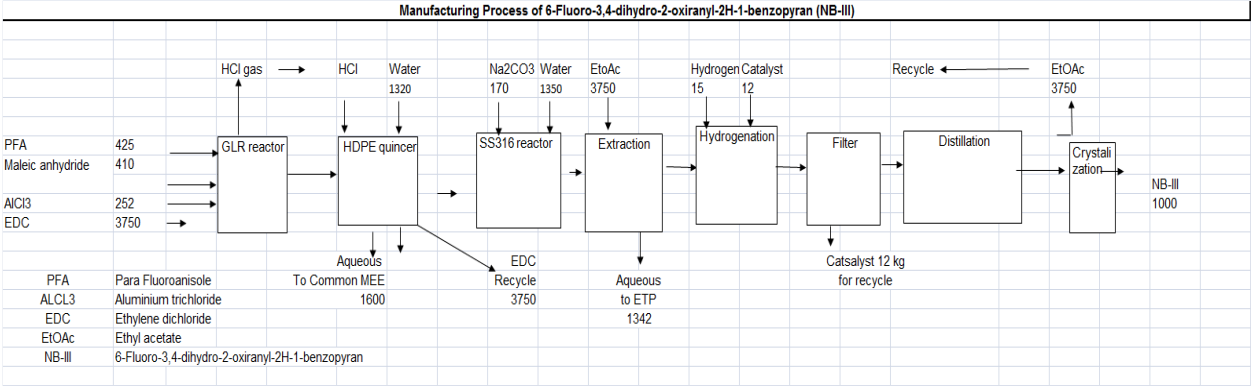 Manufacturing Process of 6-Fluoro-3,4-dihydro-2-oxiranyl-2H-1-benzopyran (NB-III)
HCl gas HCl Water Na2CO3 Water EtoAc Hydrogen Catalyst Recycle EtOAc
1320 170 1350 3750 15 12 3750
GLR reactor HDPE quincer SS316 reactor Extraction Hydrogenation Filter Distillation Crystali
zation
PFA 425
Maleic anhydride 410
AlCl3 252
EDC 3750
NB-III
1000
Aqueous EDC Catsalyst 12 kg
PFA Para Fluoroanisole To Common MEE Recycle Aqueous for recycle
ALCL3 Aluminium trichloride 1600 3750 to ETP
EDC Ethylene dichloride 1342
EtOAc Ethyl acetate
NB-III 6-Fluoro-3,4-dihydro-2-oxiranyl-2H-1-benzopyran